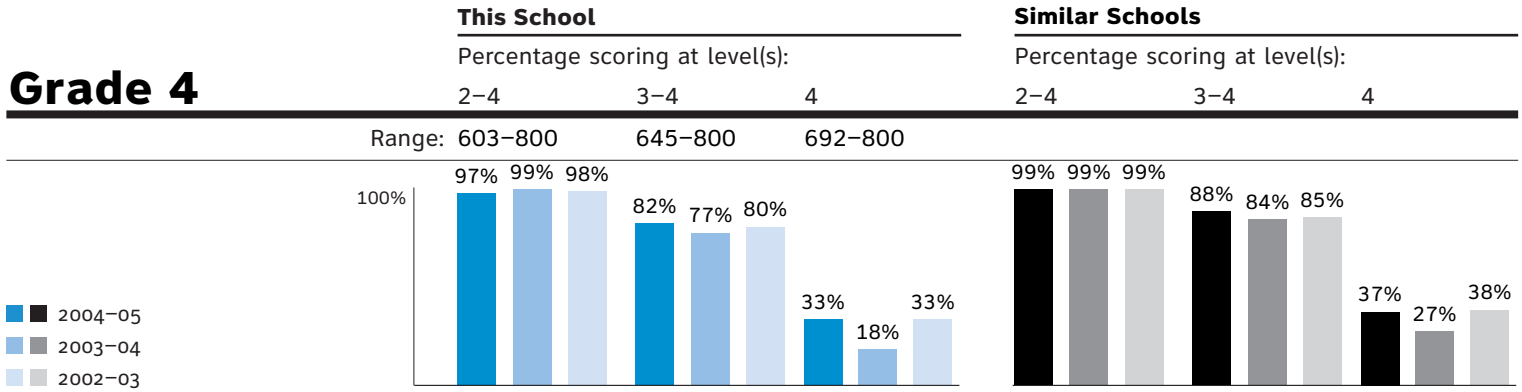 This School Similar Schools
Percentage scoring at level(s): Percentage scoring at level(s):
Grade 4 2–4 3–4 4 2–4 3–4 4
Range: 603–800 645–800 692–800
97% 99% 98% 82% 77% 80% 33% 18% 33% 99% 99% 99% 88% 84% 85% 37% 27% 38%
100%
2004–05
2003–04
2002–03